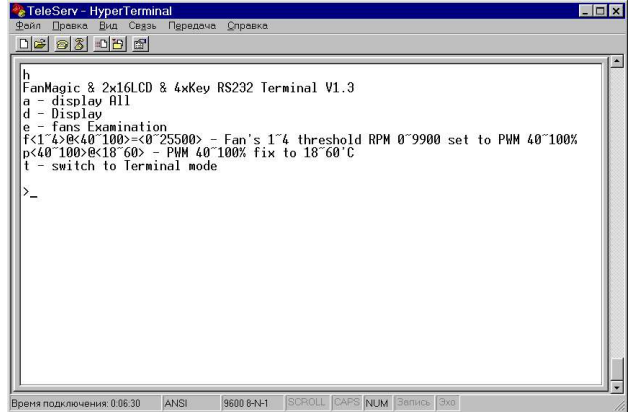 TeleServ - HyperTerminal
Файл Правка Вид Связь Передача Справка
h
FanMagic & 2x16LCD & 4xKey RS232 Terminal V1.3
a - display All
d - Display
e - fans Examination
f<1~4>@<40~100>=<0~25500> - Fan's 1~4 threshold RPM 0~9900 set to PWM 40~100%
p<40~100>@<18~60> - PWM 40~100% fix to 18~60'C
t - switch to Terminal mode
>_
Время подключения: 0:06:30 ANSI 9600 8-N-1 SCROLL CAPS NUM Запись Эхо